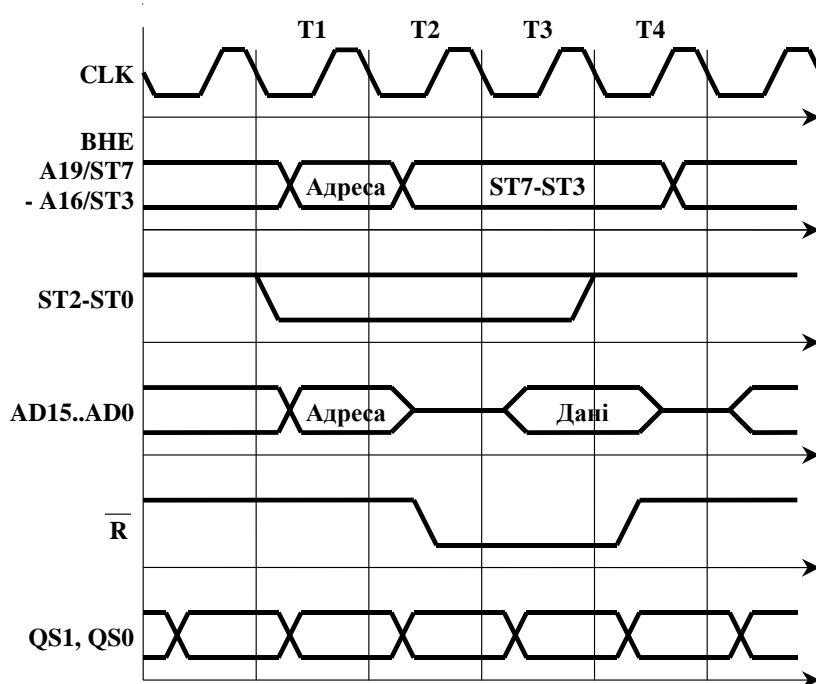 T1 T2 T3 T4
CLK
BHE
A19/ST7
- A16/ST3
Адреса ST7-ST3
ST2-ST0
AD15..AD0 Адреса Дані
R
QS1, QS0